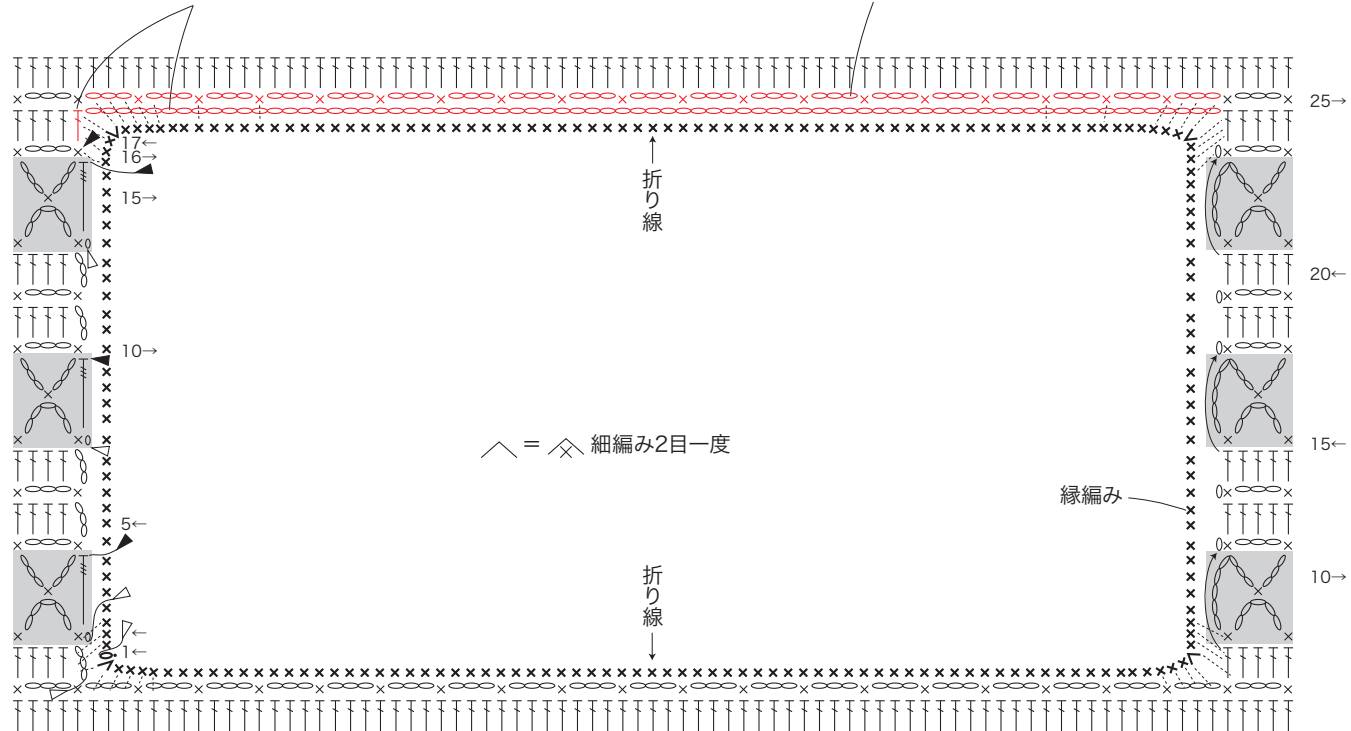 25→
17←
16→
15→
折り線
20←
10→
^ = 細編み2目一度
15←
縁編み
5←
折り線
10→
←
1←